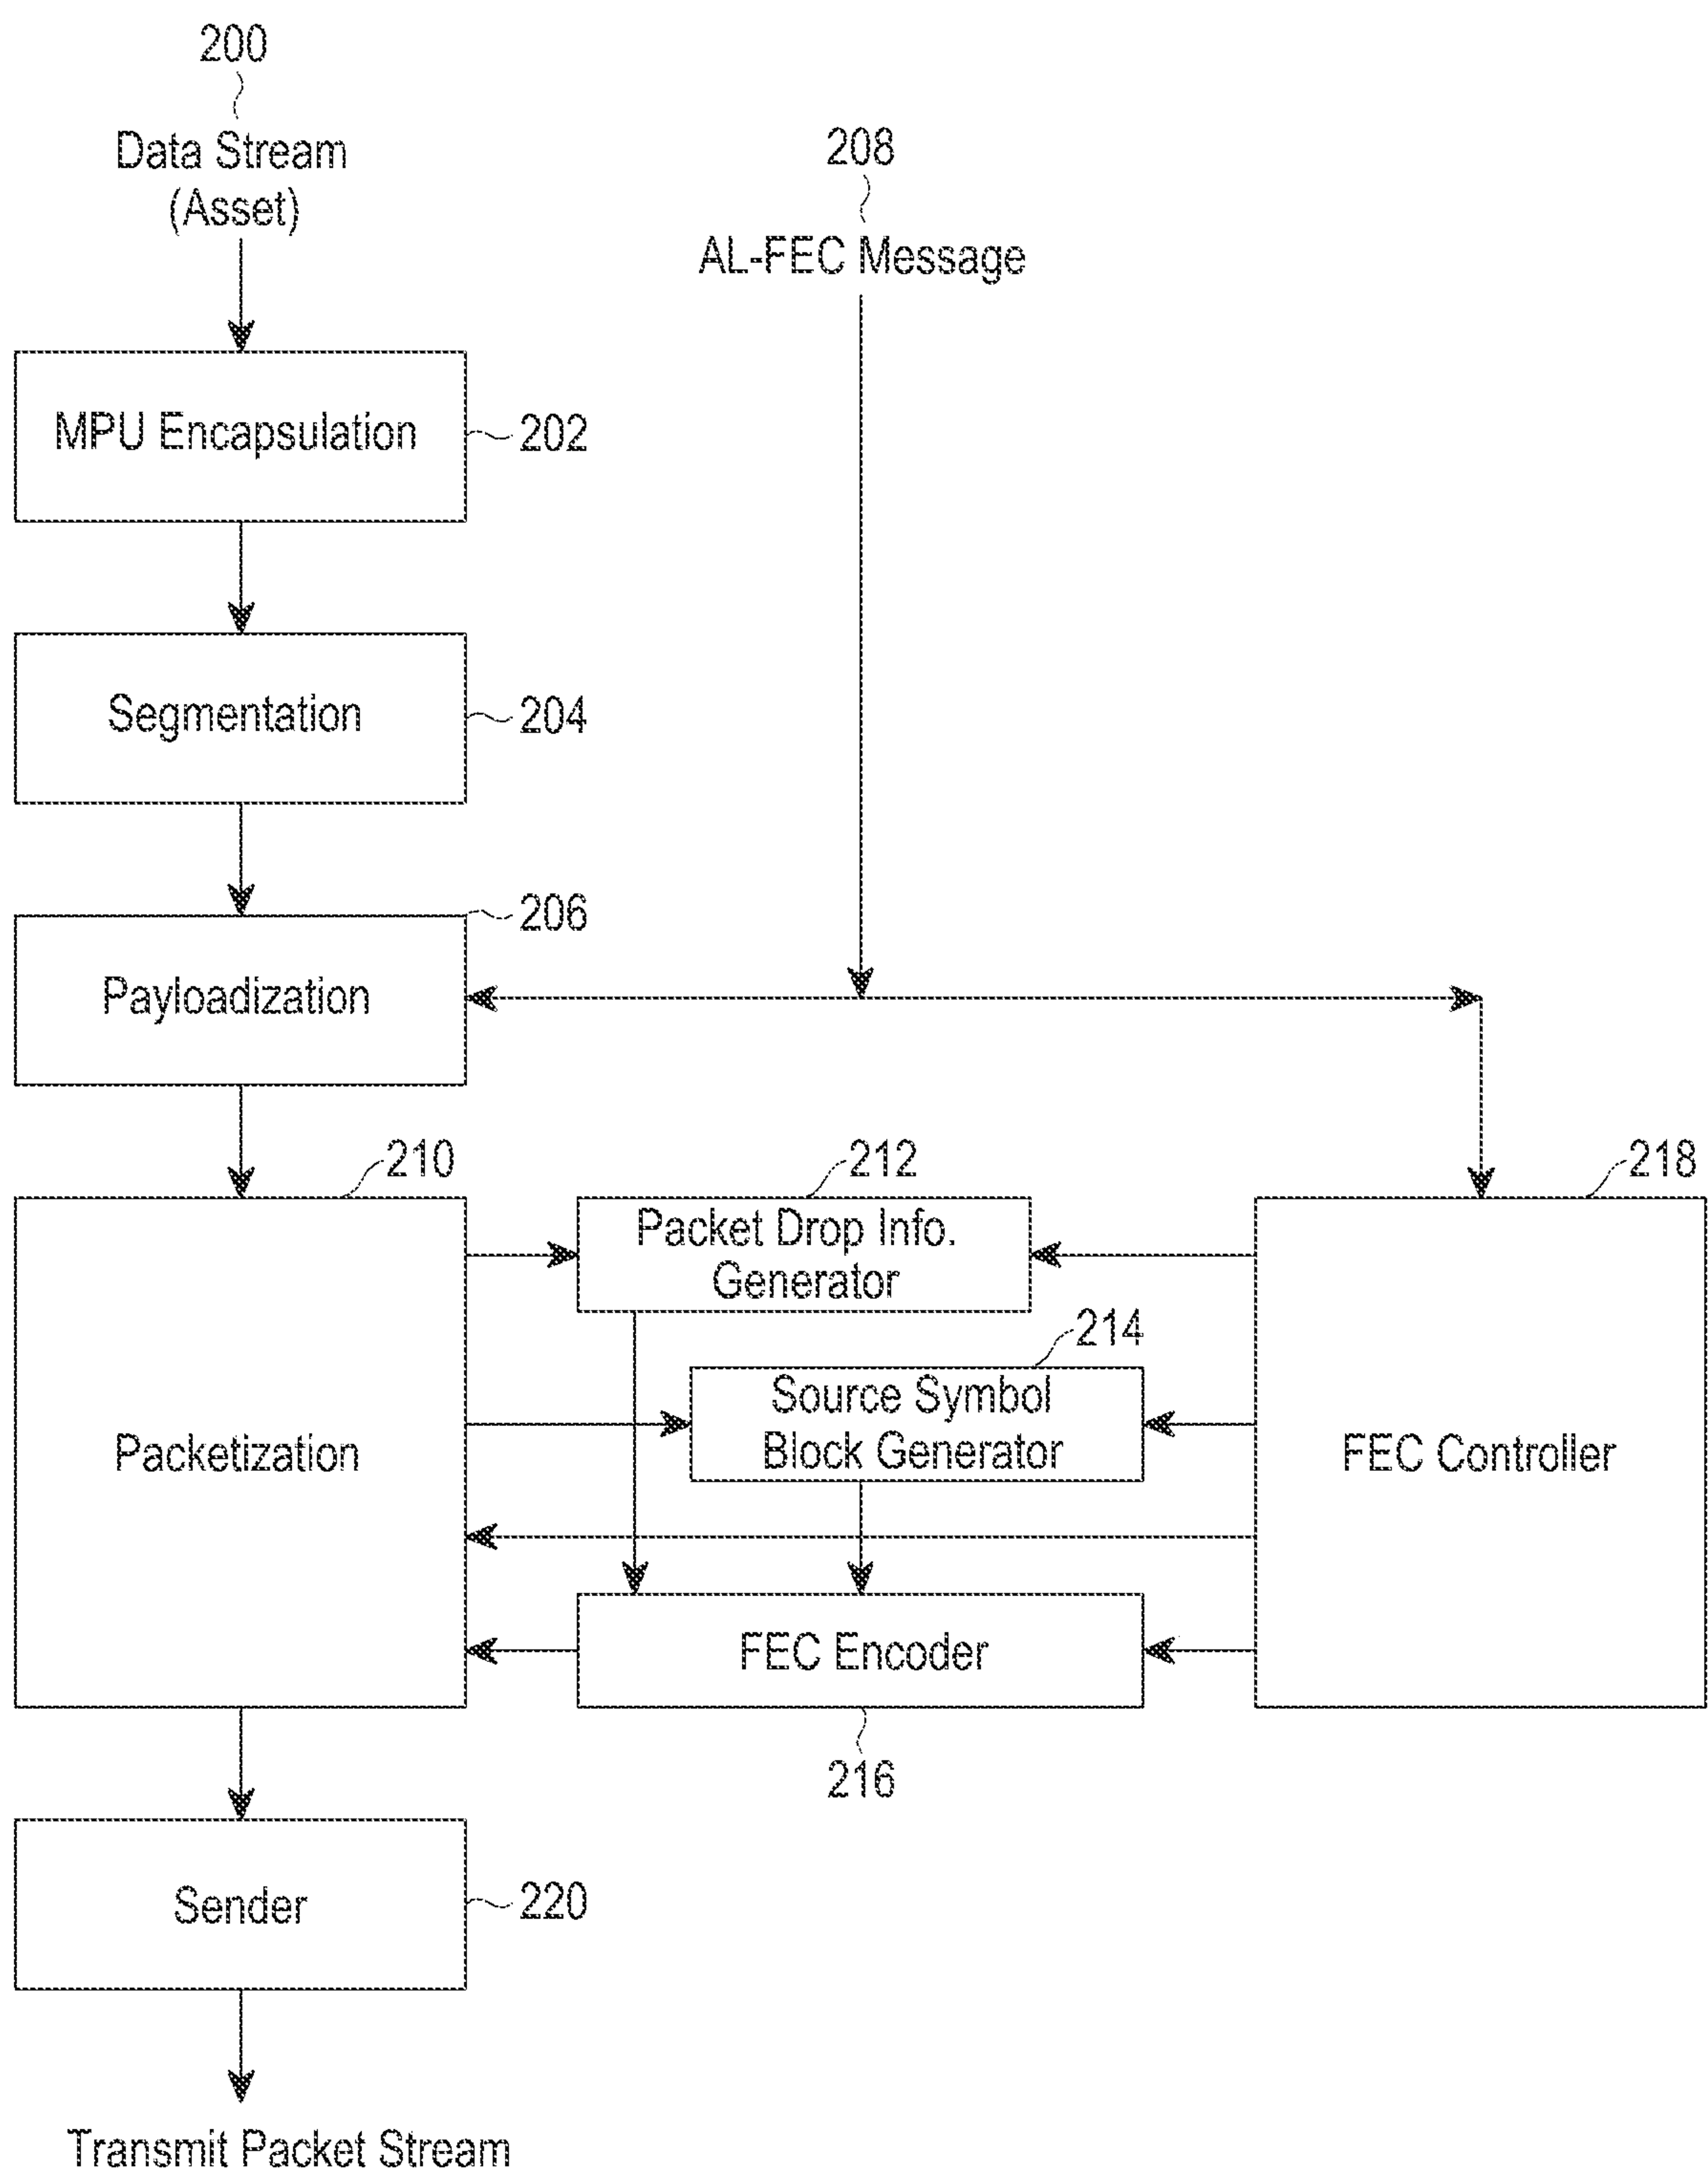 200
Data Stream
(Asset)
208
AL-FEC Message
MPU Encapsulation
202
Segmentation
204
206
Payloadization
210
212
218
Packet Drop Info.
Generator
214
Source Symbol
Block Generator
Packetization
FEC Controller
FEC Encoder
216
Sender
220
Transmit Packet Stream